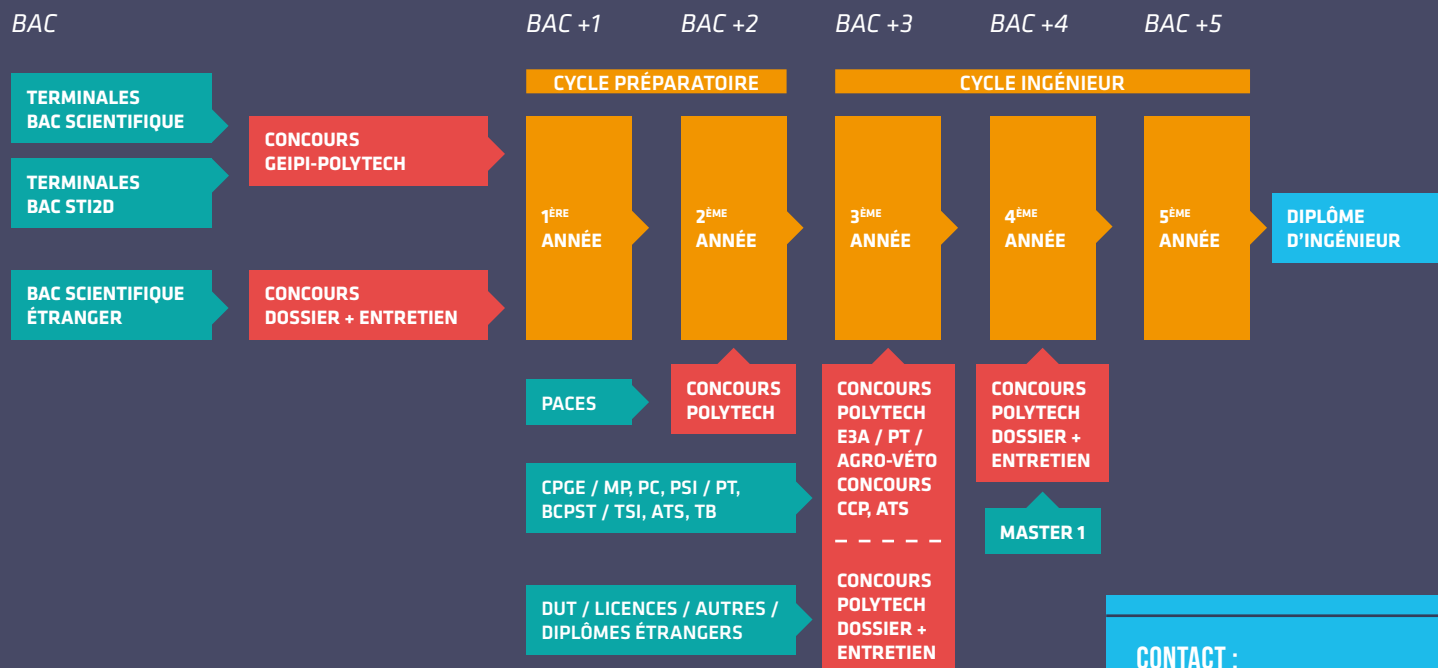 BAC
BAC +1
BAC +2
BAC +3
BAC +4
BAC +5
CYCLE PRÉPARATOIRE
CYCLE INGÉNIEUR
TERMINALES
BAC SCIENTIFIQUE
TERMINALES
BAC STI2D
BAC SCIENTIFIQUE
ÉTRANGER
CONCOURS
GEIPI-POLYTECH
CONCOURS
DOSSIER + ENTRETIEN
1ÈRE
ANNÉE
2ÈME
ANNÉE
3ÈME
ANNÉE
4ÈME
ANNÉE
5ÈME
ANNÉE
DIPLÔME
D'INGÉNIEUR
PACES
CONCOURS
POLYTECH
CPGE / MP, PC, PSI / PT,
BCPST / TSI, ATS, TB
DUT / LICENCES / AUTRES /
DIPLÔMES ÉTRANGERS
CONCOURS
POLYTECH
E3A / PT /
AGRO-VÉTO
CONCOURS
CCP, ATS
CONCOURS
POLYTECH
DOSSIER +
ENTRETIEN
CONCOURS
POLYTECH
DOSSIER +
ENTRETIEN
MASTER 1
CONTACT :